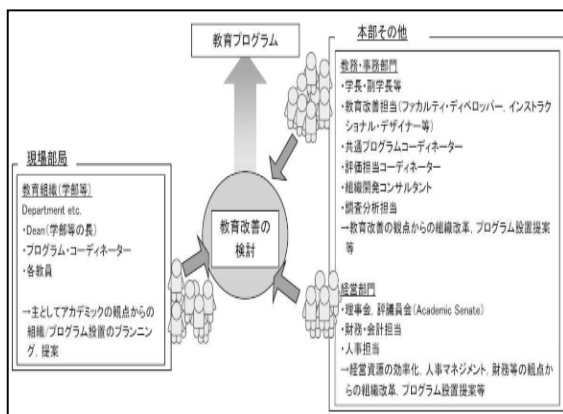 教育プログラム
現場部局
教育組織(学部等)
Department etc.
・Dean(学部等の長)
・プログラム・コーディネーター
・各教員
→主としてアカデミックの観点からの
組織/プログラム設置のプランニ
ング、提案
教育改善の
検討
本部その他
教務・事務部門
・学長・副学長等
・教育改善担当(ファカルティ・ディベロッパー、インストラ
クショナル・デザイナー等)
・共通プログラムコーディネーター
・評価担当コーディネーター
・組織開発コンサルタント
・調査分析担当
→教育改善の観点からの組織改革、プログラム設置提案
等
経営部門
・理事会、評議員会(Academic Senate)
・財務・会計担当
・人事担当
→経営資源の効率化、人事マネジメント、財務等の観点か
らの組織改革、プログラム設置提案等